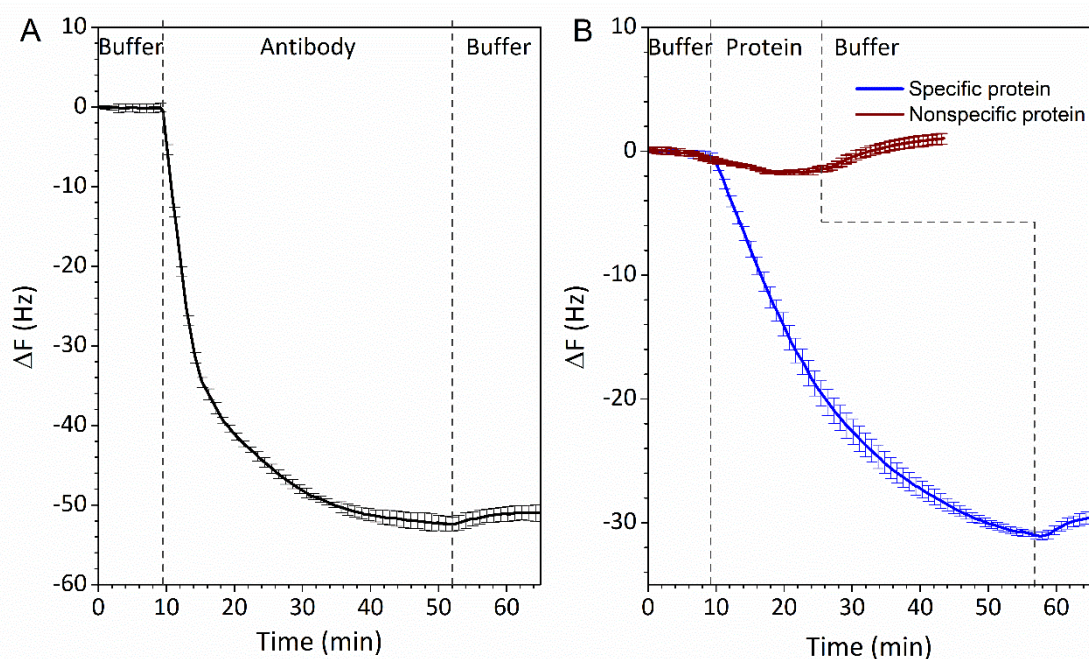 A
Buffer Antibody Buffer
10
0
-10
-20
-30
-40
-50
-60
ΔF (Hz)
0 10 20 30 40 50 60
Time (min)
B
Buffer Protein Buffer
Specific protein
Nonspecific protein
10
0
-10
-20
-30
ΔF (Hz)
0 10 20 30 40 50 60
Time (min)